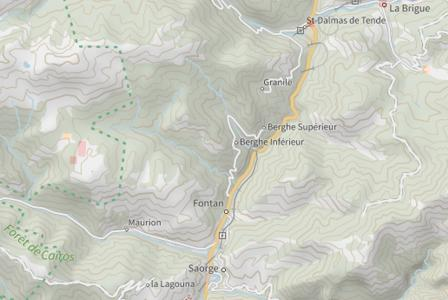 La Brigue
St-Dalmas de Tende
Granile
Berghe Supérieur
Berghe Inférieur
Fontan
Maurion
Forêt de Caïros
Saorge
la Lagouna